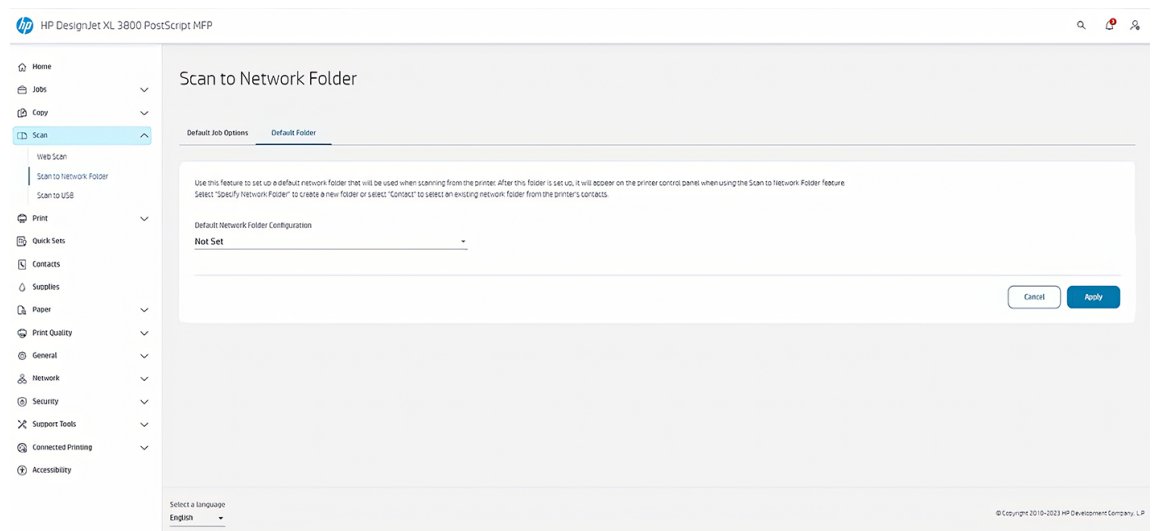 hp HP DesignJet XL 3800 PostScript MFP
3
Home
Jobs
Copy
Scan
Web Scan
Scan to Network Folder
Scan to USB
Print
Quick Sets
Contacts
Supplies
Paper
Print Quality
General
Network
Security
Support Tools
Connected Printing
Accessibility
Scan to Network Folder
Default Job Options Default Folder
Use this feature to set up a default network folder that will be used when scanning from the printer. After this folder is set up, it will appear on the printer control panel when using the Scan to Network Folder feature.
Select "Specify Network Folder" to create a new folder or select "Contact" to select an existing network folder from the printer's contacts.
Default Network Folder Configuration
Not Set
Cancel Apply
Select a language
English
© Copyright 2010-2023 HP Development Company, L.P